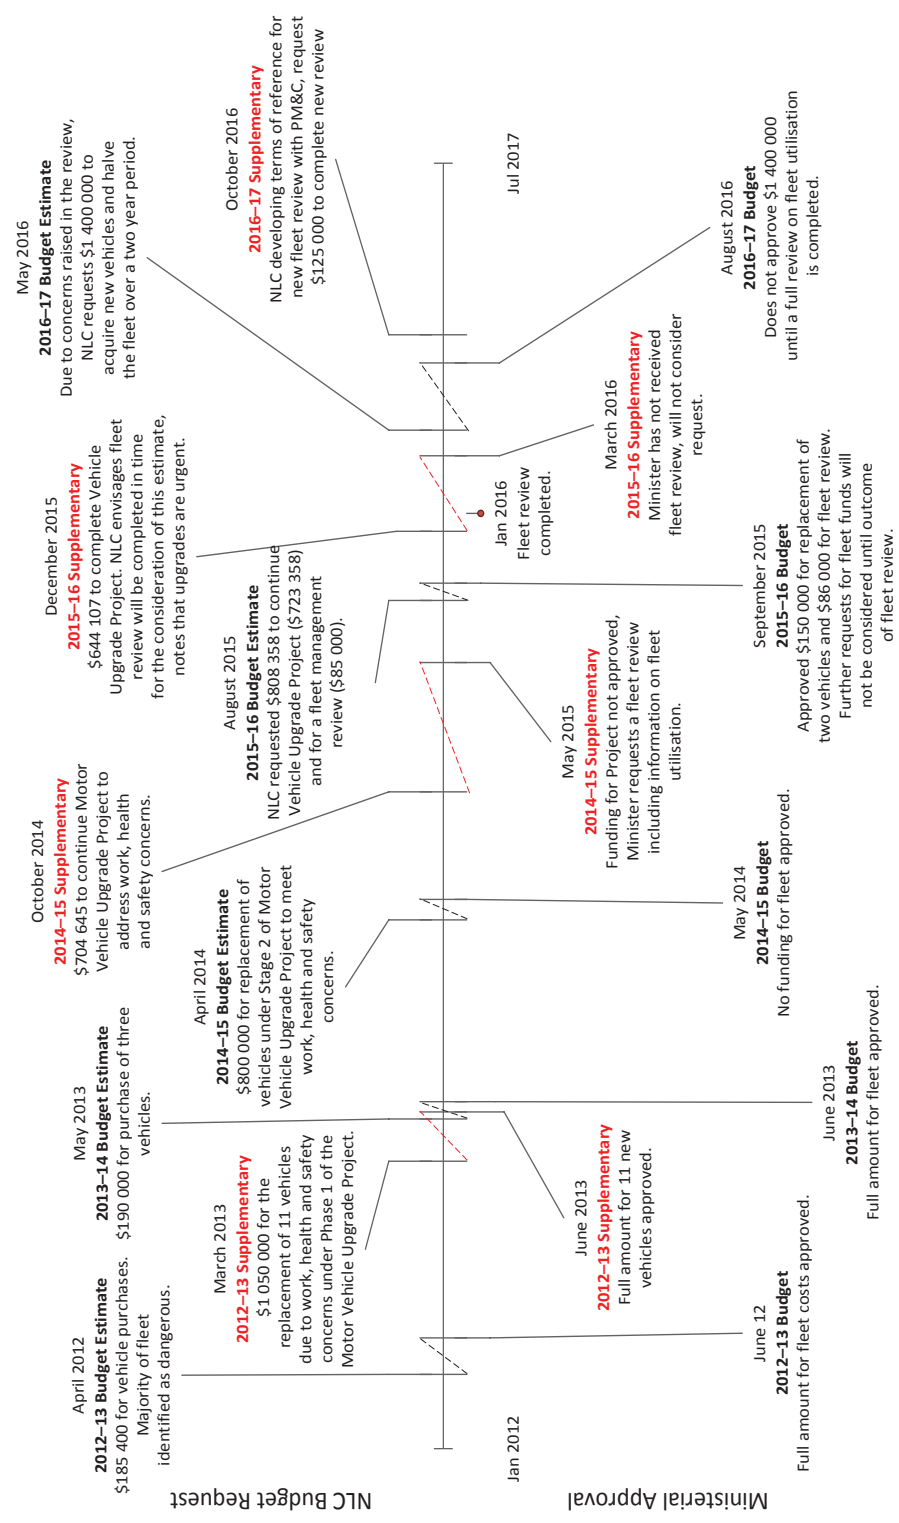 NLC Budget Request
April 2012
2012–13 Budget Estimate
$185 400 for vehicle purchases.
Majority of fleet
identified as dangerous.
March 2013
2012–13 Supplementary
$1 050 000 for the
replacement of 11 vehicles
due to work, health and safety
concerns under Phase 1 of the
Motor Vehicle Upgrade Project.
May 2013
2013–14 Budget Estimate
$190 000 for purchase of three
vehicles.
April 2014
2014–15 Budget Estimate
$800 000 for replacement of
vehicles under Stage 2 of Motor
Vehicle Upgrade Project to meet
work, health and safety
concerns.
October 2014
2014–15 Supplementary
$704 645 to continue Motor
Vehicle Upgrade Project to
address work, health
and safety concerns.
August 2015
2015–16 Budget Estimate
NLC requested $808 358 to continue
Vehicle Upgrade Project ($723 358)
and for a fleet management
review ($85 000).
December 2015
2015–16 Supplementary
$644 107 to complete Vehicle
Upgrade Project. NLC envisages fleet
review will be completed in time
for the consideration of this estimate,
notes that upgrades are urgent.
May 2016
2016–17 Budget Estimate
Due to concerns raised in the review,
NLC requests $1 400 000 to
acquire new vehicles and halve
the fleet over a two year period.
October 2016
2016–17 Supplementary
NLC developing terms of reference for
new fleet review with PM&C, request
$125 000 to complete new review
Jan 2012
Jan 2016
Fleet review
completed.
Jul 2017
Ministerial Approval
June 12
2012–13 Budget
Full amount for fleet costs approved.
June 2013
2012–13 Supplementary
Full amount for 11 new
vehicles approved.
June 2013
2013–14 Budget
Full amount for fleet approved.
May 2014
2014–15 Budget
No funding for fleet approved.
May 2015
2014–15 Supplementary
Funding for Project not approved,
Minister requests a fleet review
including information on fleet
utilisation.
September 2015
2015–16 Budget
Approved $150 000 for replacement of
two vehicles and $86 000 for fleet review.
Further requests for fleet funds will
not be considered until outcome
of fleet review.
March 2016
2015–16 Supplementary
Minister has not received
fleet review, will not consider
request.
August 2016
2016–17 Budget
Does not approve $1 400 000
until a full review on fleet utilisation
is completed.